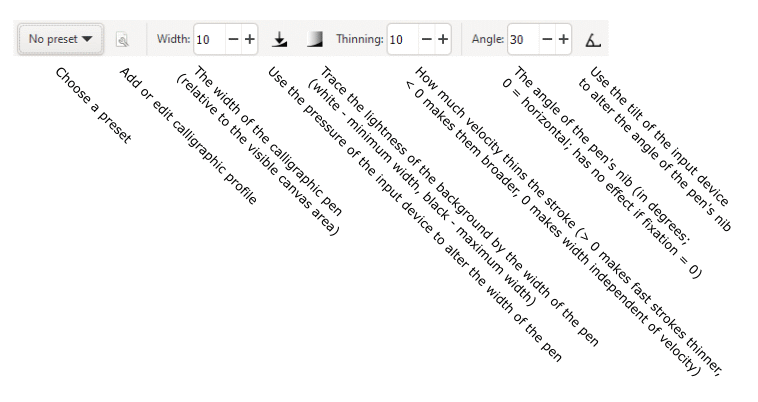 No preset
Width: 10
Thinning: 10
Angle: 30
Choose a preset
Add or edit calligraphic profile
The width of the calligraphic pen
(relative to the visible canvas area)
Use the pressure of the input device to alter the width of the pen
Trace the lightness of the background by the width of the pen
(white - minimum width, black - maximum width)
How much velocity thins the stroke (> 0 makes fast strokes thinner,
< 0 makes them broader, 0 makes width independent of velocity)
The angle of the pen's nib (in degrees;
0 = horizontal; has no effect if fixation = 0)
Use the tilt of the input device
to alter the angle of the pen's nib